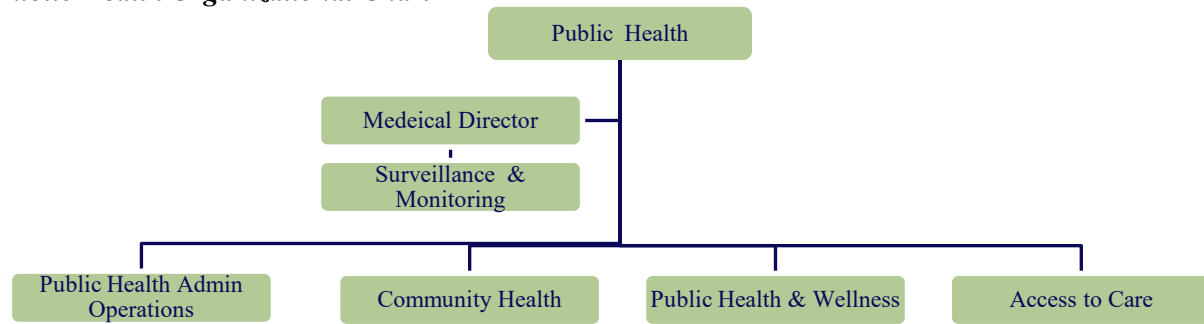 Public Health
Medeical Director
Surveillance &
Monitoring
Public Health Admin
Operations
Community Health
Public Health & Wellness
Access to Care